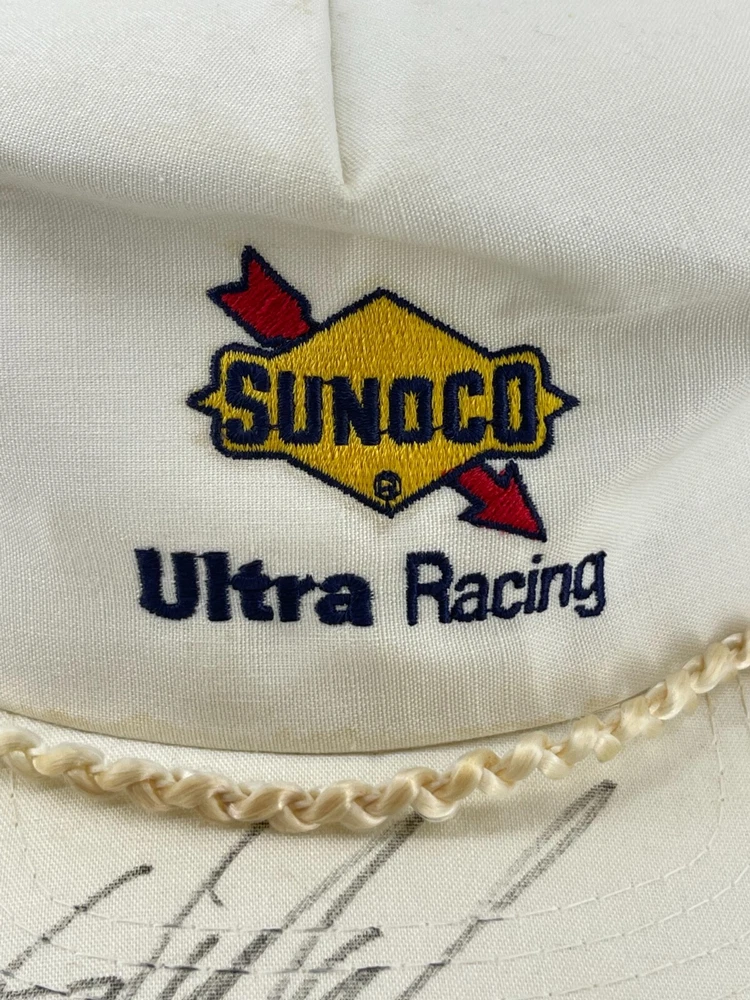 SUNOCO
®
Ultra Racing